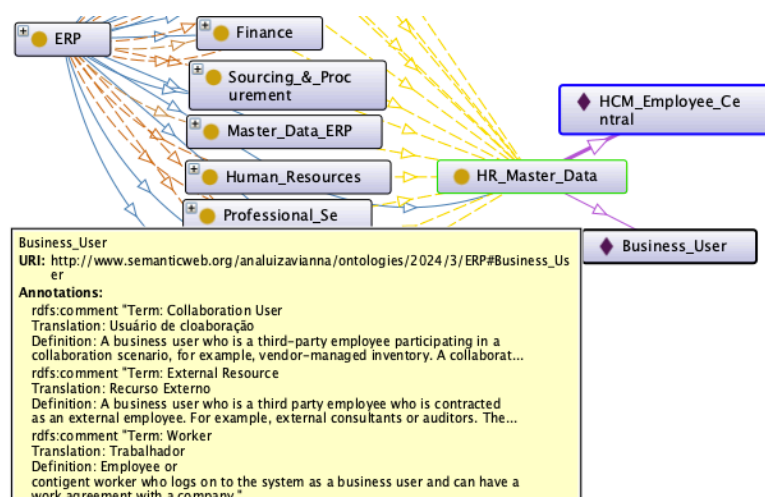 ERP
Finance
Sourcing_&_Proc
urement
Master_Data_ERP
Human_Resources
Professional_Se
HCM_Employee_Ce
ntral
HR_Master_Data
Business_User
Business_User
URI: http://www.semanticweb.org/analuizavianna/ontologies/2024/3/ERP#Business_Us
er
Annotations:
rdfs:comment "Term: Collaboration User
Translation: Usuário de cloaboração
Definition: A business user who is a third-party employee participating in a
collaboration scenario, for example, vendor-managed inventory. A collaborat...
rdfs:comment "Term: External Resource
Translation: Recurso Externo
Definition: A business user who is a third party employee who is contracted
as an external employee. For example, external consultants or auditors. The...
rdfs:comment "Term: Worker
Translation: Trabalhador
Definition: Employee or
contigent worker who logs on to the system as a business user and can have a
work agreement with a company."